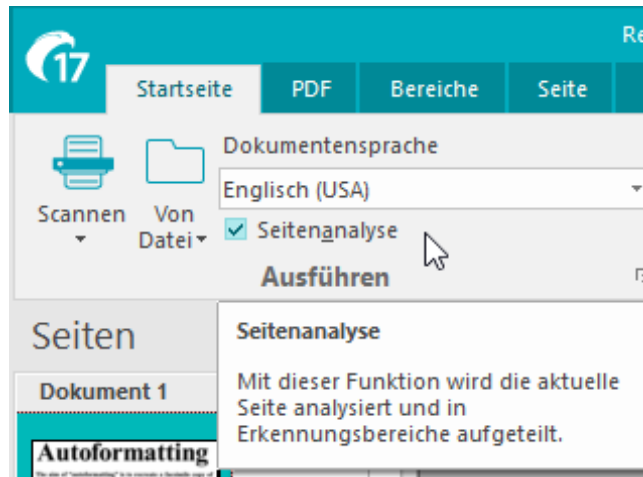 Re
17
Startseite PDF Bereiche Seite
Dokumentensprache
Englisch (USA)
Scannen Von Datei
Seitenanalyse
Ausführen
Seiten
Dokument 1
Seitenanalyse
Mit dieser Funktion wird die aktuelle
Seite analysiert und in
Erkennungsbereiche aufgeteilt.
Autoformatting